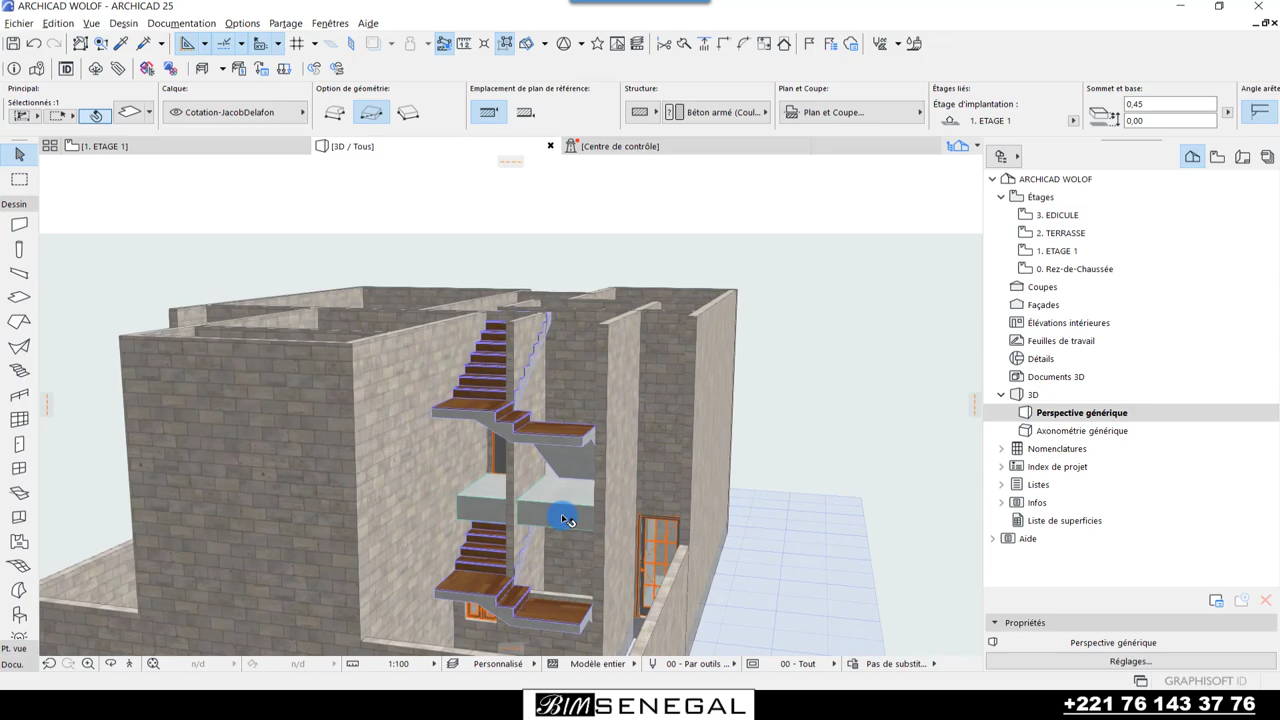 ARCHICAD WOLOF - ARCHICAD 25
Fichier Edition Vue Dessin Options Documentation Partage Fenêtres Aide
Principal:
Sélectionnés :1
Calque:
Cotation-JacobDelafon
Option de géométrie:
Emplacement de plan de référence:
Structure:
Béton armé (Coul...
Plan et Coupe:
Plan et Coupe...
Étages liés:
Étage d'implantation :
1. ETAGE 1
Sommet et base:
0,45
0,00
Angle arête
[1. ETAGE 1]
[3D / Tous]
[Centre de contrôle]
Dessin
Pt. vue
Docu.
ARCHICAD WOLOF
Étages
3. EDICULE
2. TERRASSE
1. ETAGE 1
0. Rez-de-Chaussée
Coupes
Façades
Élévations intérieures
Feuilles de travail
Détails
Documents 3D
3D
Perspective générique
Axonométrie générique
Nomenclatures
Index de projet
Listes
Infos
Liste de superficies
Aide
Propriétés
Perspective générique
Réglages...
n/d
n/d
1:100
Personnalisé
Modèle entier
00 - Par outils ...
00 - Tout
Pas de substit...
GRAPHISOFT ID
BIMSENEGAL
+221 76 143 37 76